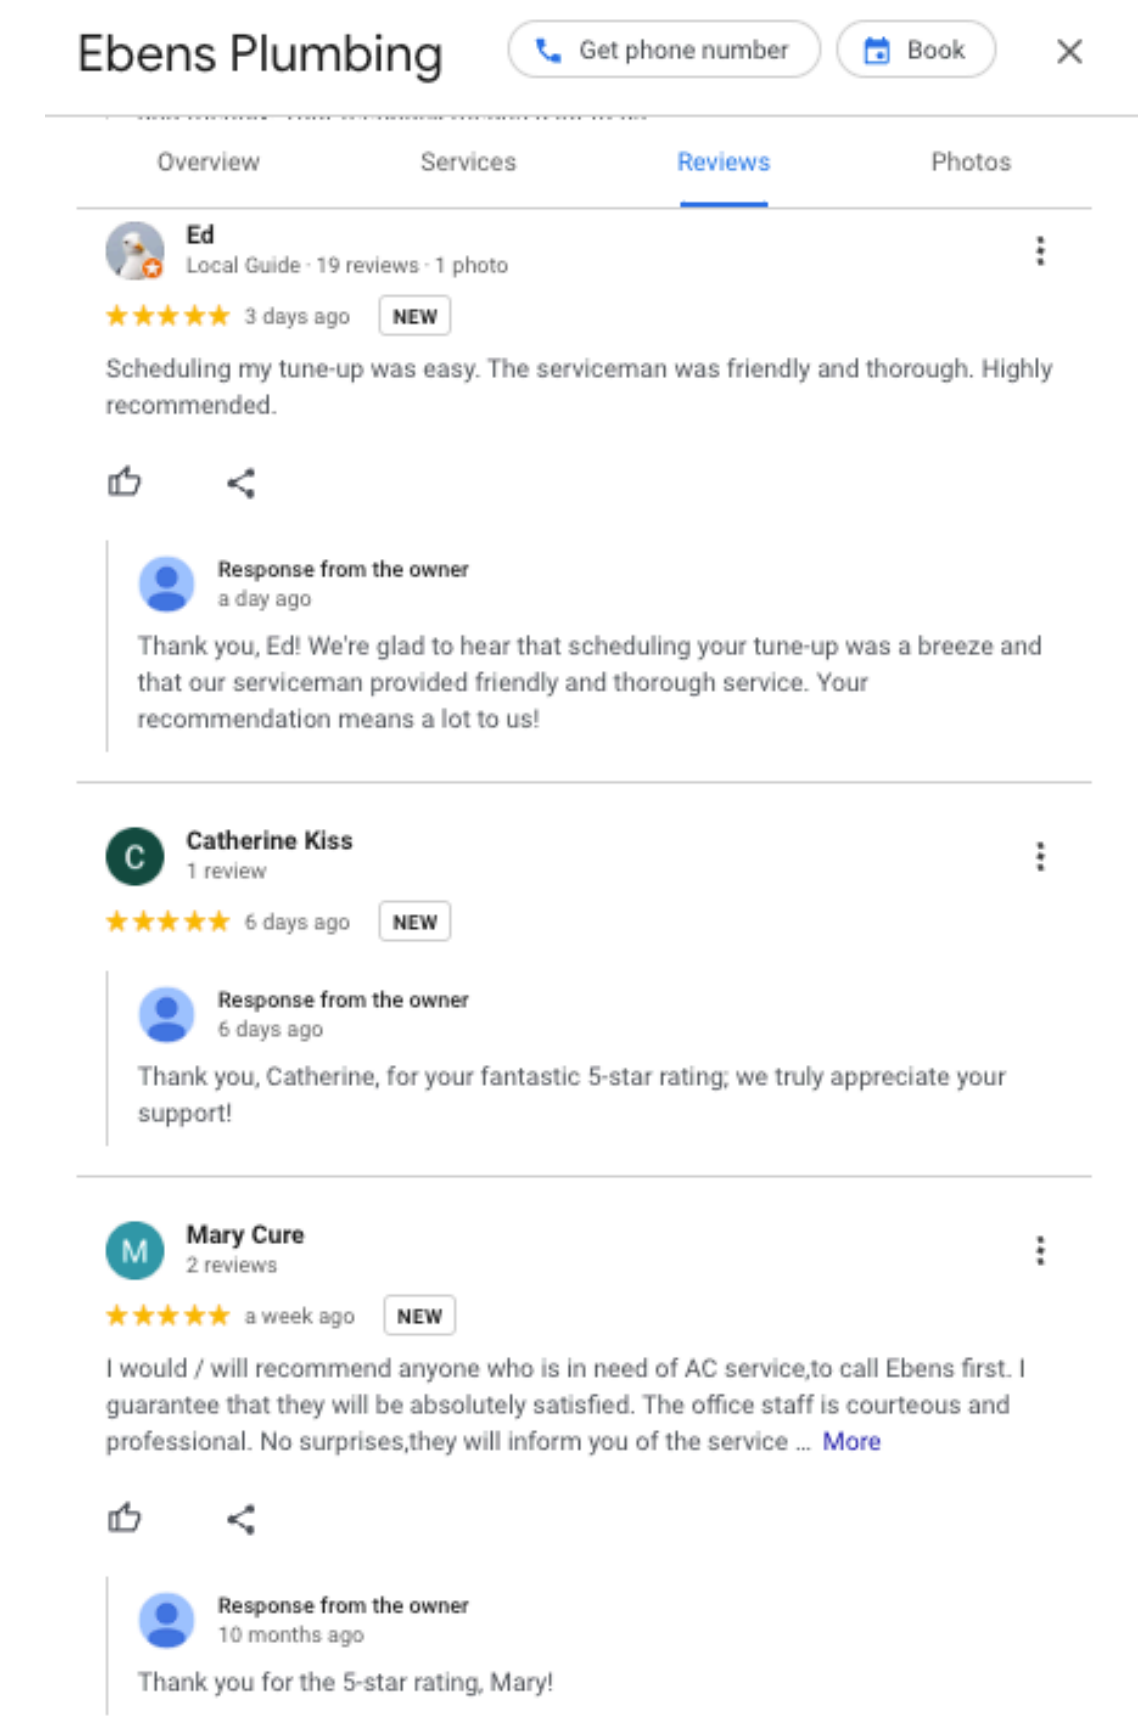 Ebens Plumbing
Get phone number
Book
Overview
Services
Reviews
Photos
Ed
Local Guide · 19 reviews · 1 photo
3 days ago
NEW
Scheduling my tune-up was easy. The serviceman was friendly and thorough. Highly
recommended.
Response from the owner
a day ago
Thank you, Ed! We're glad to hear that scheduling your tune-up was a breeze and
that our serviceman provided friendly and thorough service. Your
recommendation means a lot to us!
C
Catherine Kiss
1 review
6 days ago
NEW
Response from the owner
6 days ago
Thank you, Catherine, for your fantastic 5-star rating; we truly appreciate your
support!
M
Mary Cure
2 reviews
a week ago
NEW
I would / will recommend anyone who is in need of AC service,to call Ebens first. I
guarantee that they will be absolutely satisfied. The office staff is courteous and
professional. No surprises,they will inform you of the service ... More
Response from the owner
10 months ago
Thank you for the 5-star rating, Mary!